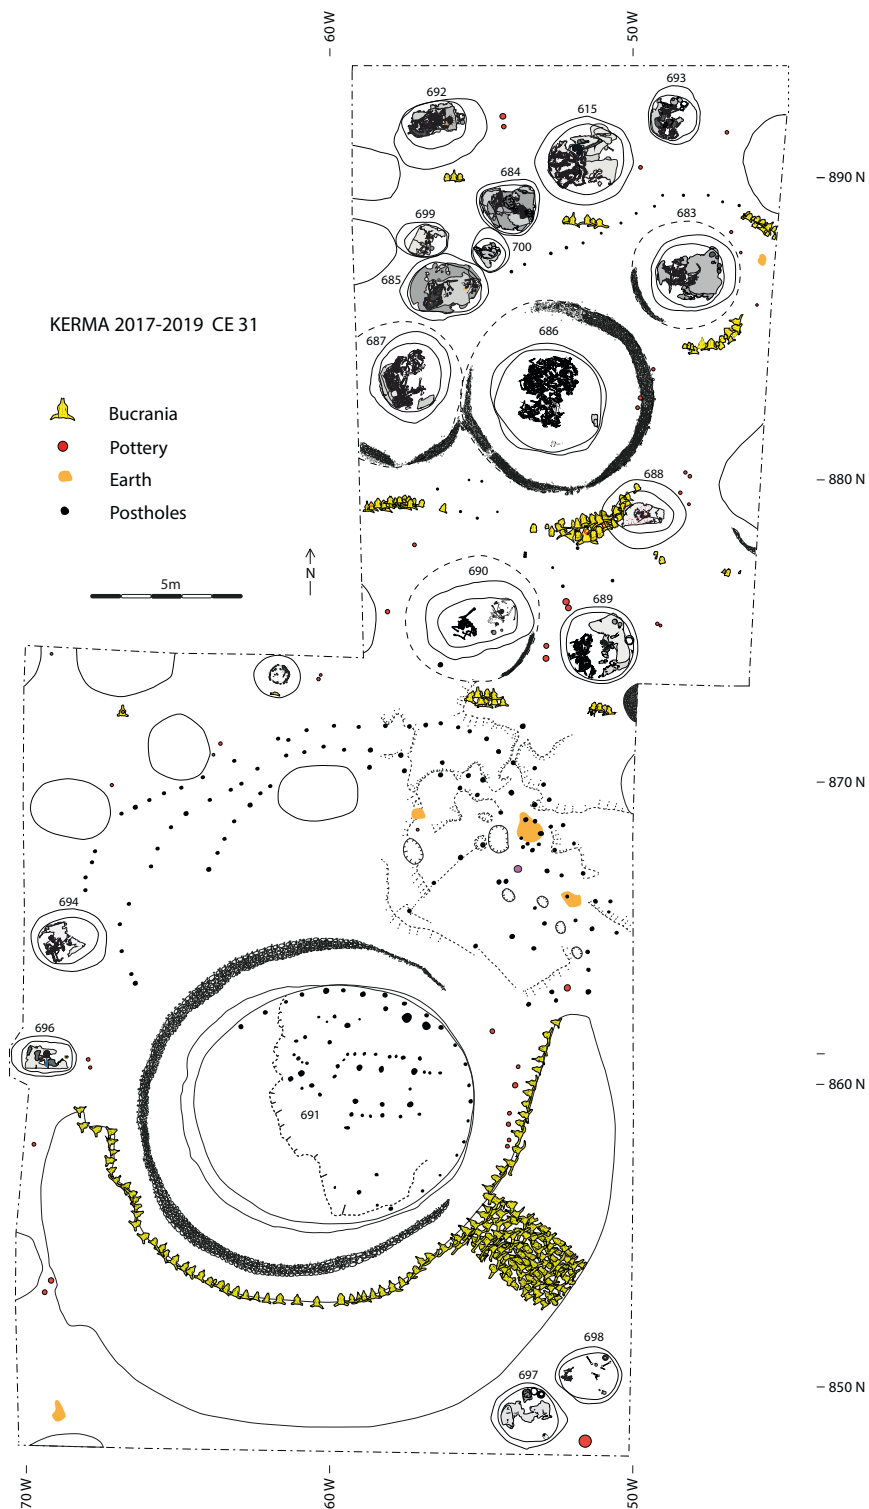 60 W
50 W
693
692
615
890 N
684
699
683
700
685
KERMA 2017-2019 CE 31
686
687
Bucrania
Pottery
Earth
880 N
688
Postholes
N
690
5m
689
870 N
694
696
860 N
691
698
697
850 N
70 W
60 W
50 W